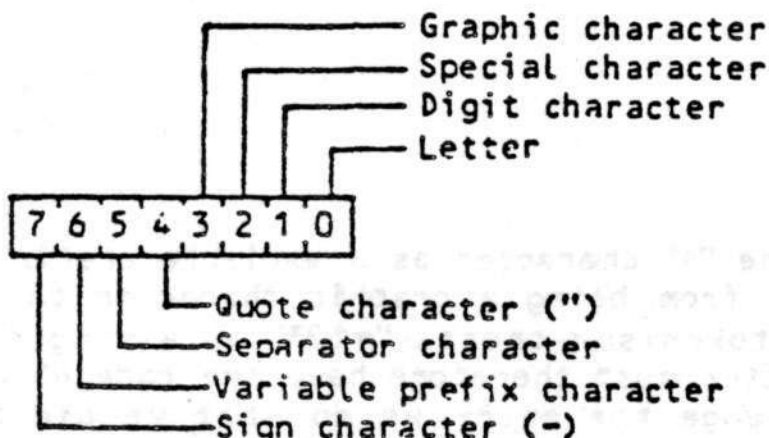 Graphic character
Special character
Digit character
Letter
7 6 5 4 3 2 1 0
Quote character (")
Separator character
Variable prefix character
Sign character (-)